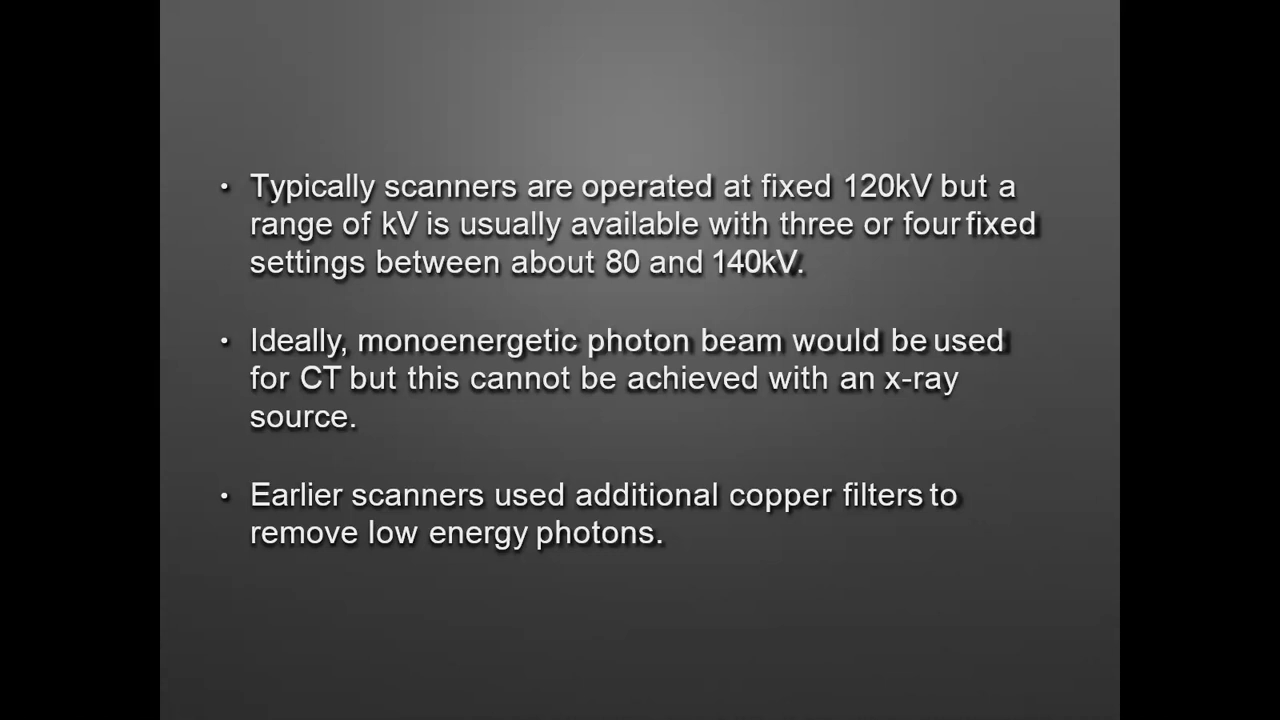 • Typically scanners are operated at fixed 120kV but a
range of kV is usually available with three or four fixed
settings between about 80 and 140kV.
• Ideally, monoenergetic photon beam would be used
for CT but this cannot be achieved with an x-ray
source.
• Earlier scanners used additional copper filters to
remove low energy photons.